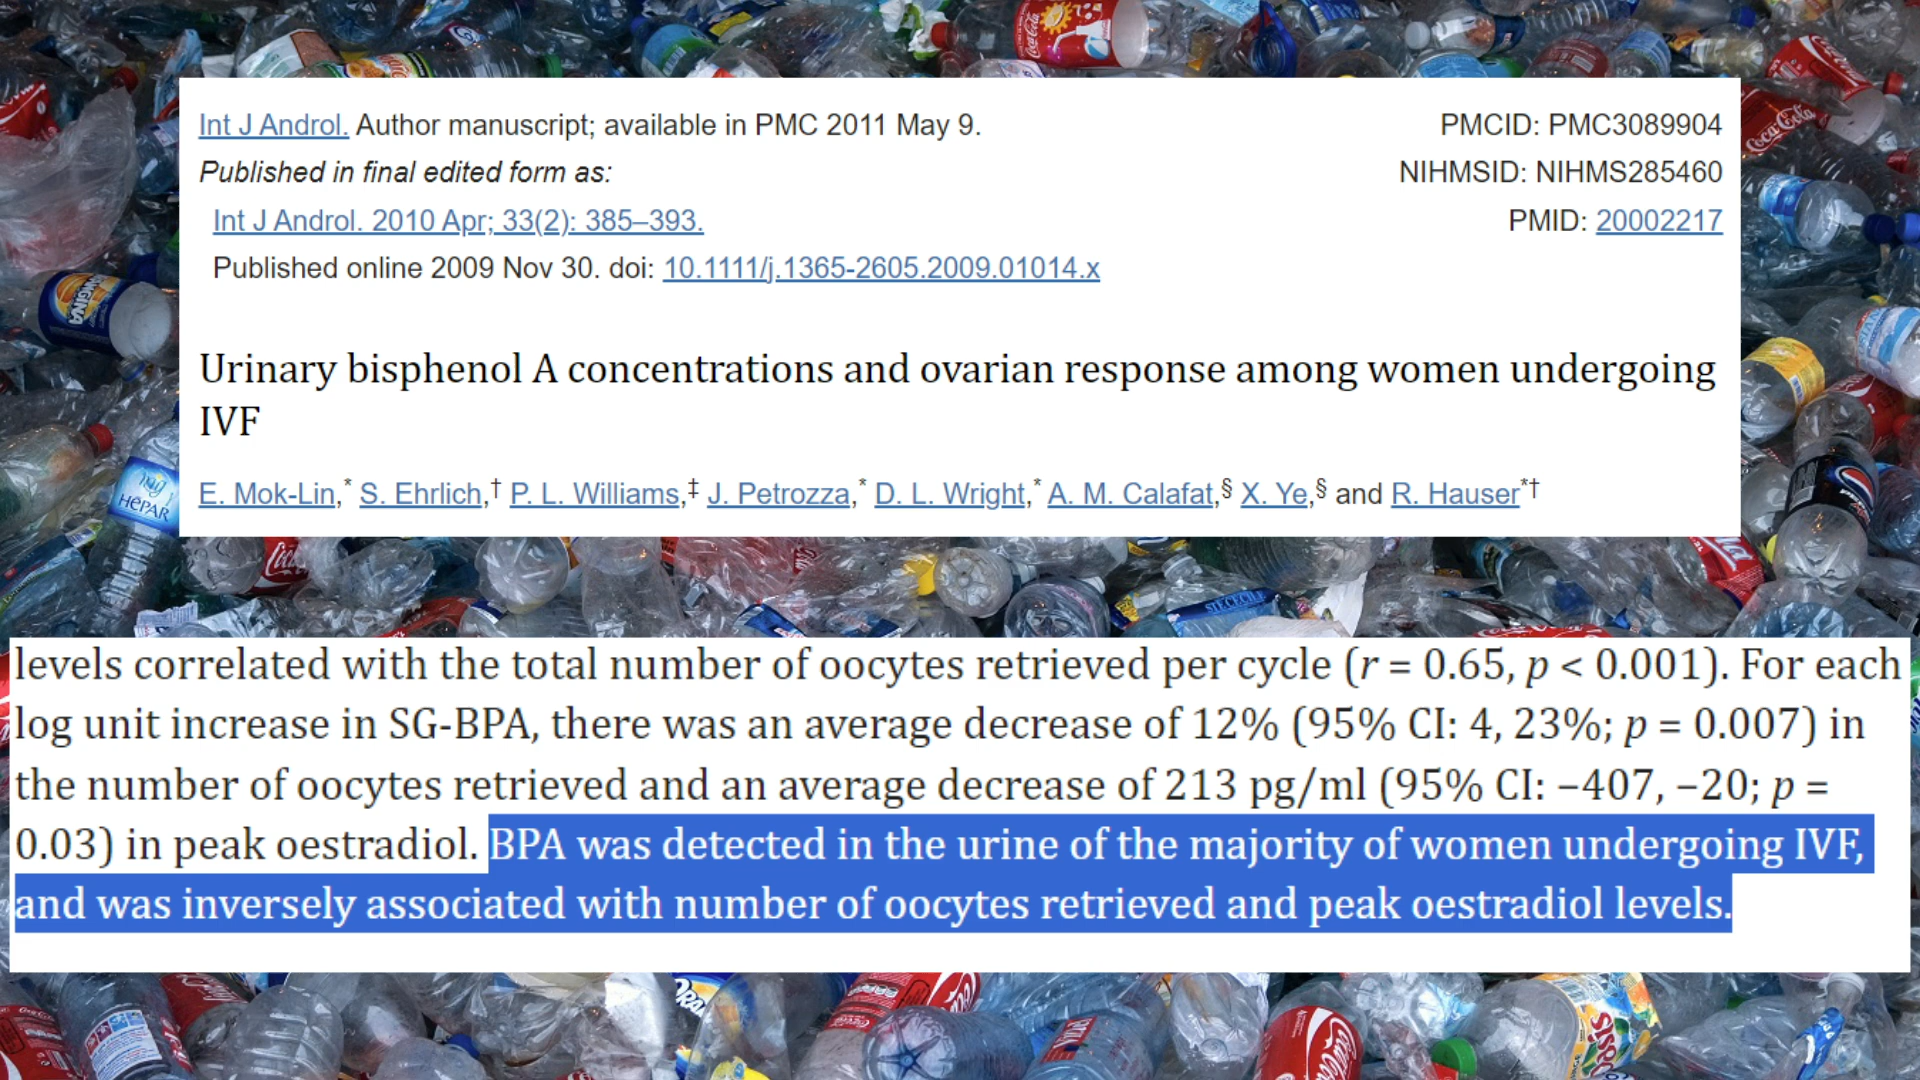 Int J Androl. Author manuscript; available in PMC 2011 May 9.
PMCID: PMC3089904
Published in final edited form as:
NIHMSID: NIHMS285460
Int J Androl. 2010 Apr; 33(2): 385–393.
PMID: 20002217
Published online 2009 Nov 30. doi: 10.1111/j.1365-2605.2009.01014.x
Urinary bisphenol A concentrations and ovarian response among women undergoing
IVF
E. Mok-Lin,* S. Ehrlich,† P. L. Williams,‡ J. Petrozza,* D. L. Wright,* A. M. Calafat,§ X. Ye,§ and R. Hauser*†
levels correlated with the total number of oocytes retrieved per cycle (r = 0.65, p < 0.001). For each
log unit increase in SG-BPA, there was an average decrease of 12% (95% CI: 4, 23%; p = 0.007) in
the number of oocytes retrieved and an average decrease of 213 pg/ml (95% CI: −407, −20; p =
0.03) in peak oestradiol. BPA was detected in the urine of the majority of women undergoing IVF,
and was inversely associated with number of oocytes retrieved and peak oestradiol levels.
Coca-Cola
HÉPAR